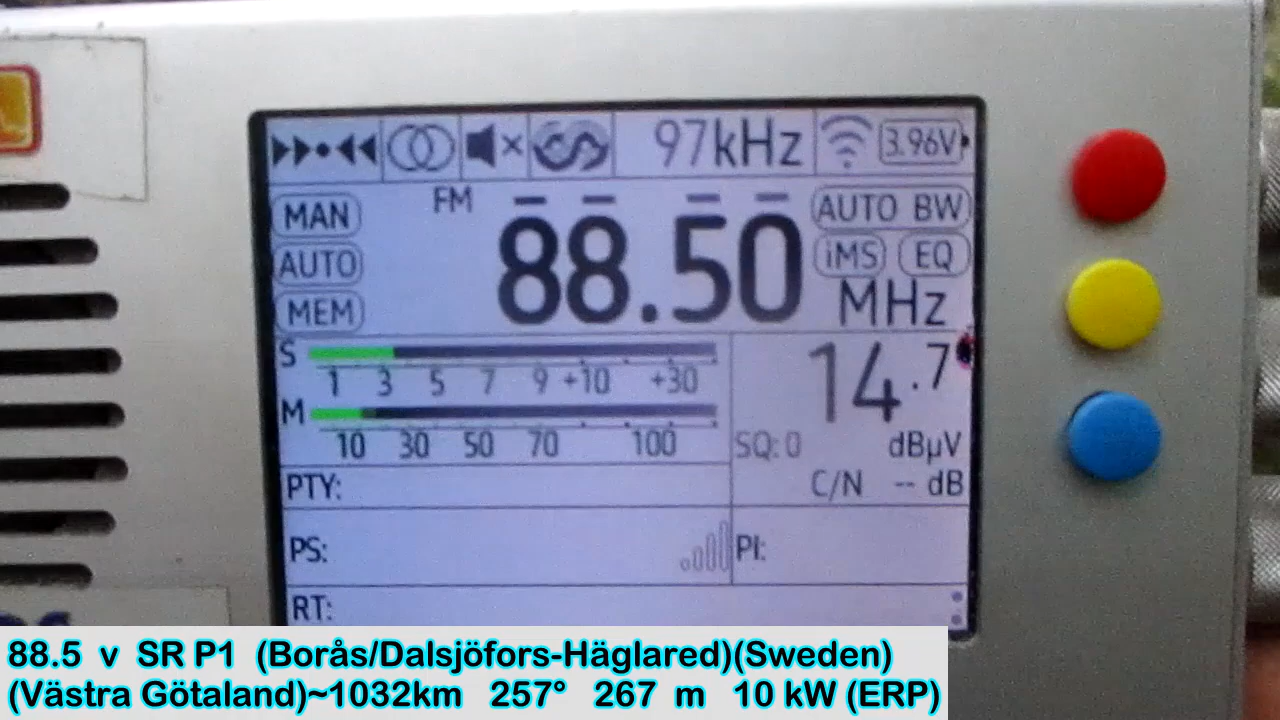 97kHz 3.96V
FM
MAN 88.50 AUTO BW
AUTO iMS EQ
MEM MHz
S 14.7
1 3 5 7 9 +10 +30
M
10 30 50 70 100 SQ: 0 dBµV
PTY: C/N -- dB
PS: PI:
RT:
88.5 v SR P1 (Borås/Dalsjöfors-Häglared)(Sweden)
(Västra Götaland)~1032km 257° 267 m 10 kW (ERP)